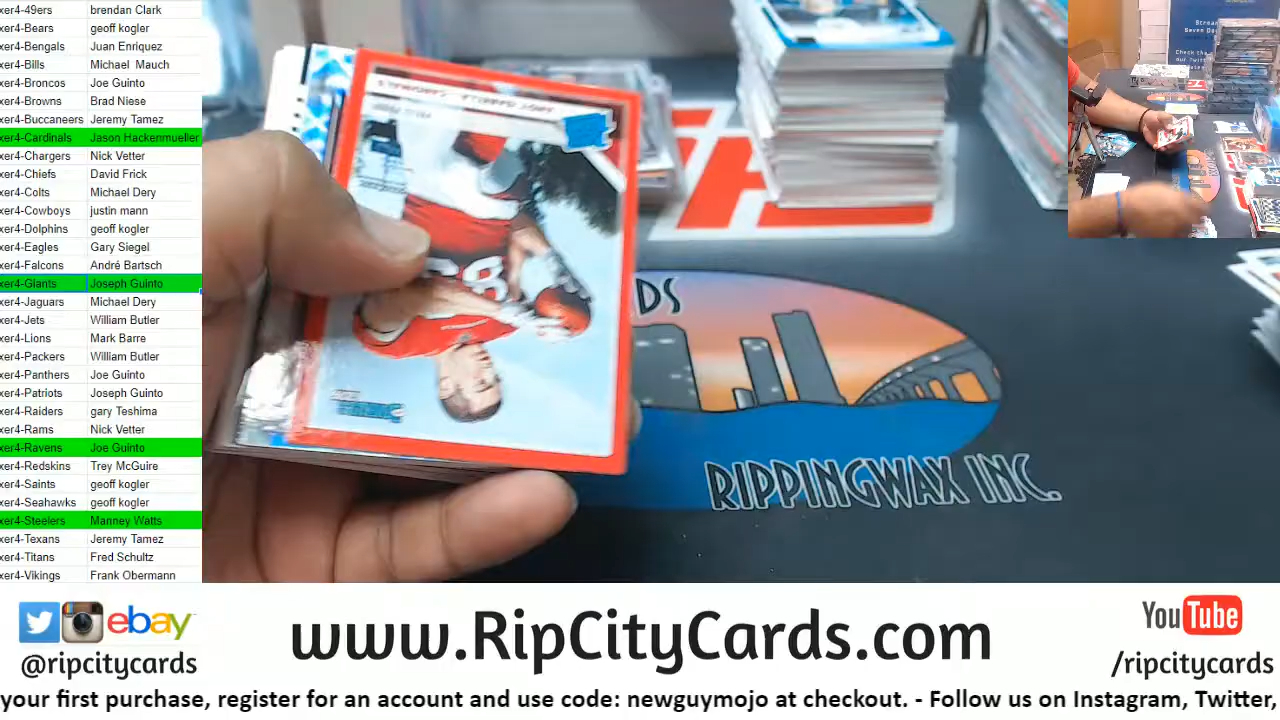 xer4-49ers brendan Clark
xer4-Bears geoff kogler
xer4-Bengals Juan Enriquez
xer4-Bills Michael Mauch
xer4-Broncos Joe Guinto
xer4-Browns Brad Niese
xer4-Buccaneers Jeremy Tamez
xer4-Cardinals Jason Hackenmueller
xer4-Chargers Nick Vetter
xer4-Chiefs David Frick
xer4-Colts Michael Dery
xer4-Cowboys justin mann
xer4-Dolphins geoff kogler
xer4-Eagles Gary Siegel
xer4-Falcons André Bartsch
xer4-Giants Joseph Guinto
xer4-Jaguars Michael Dery
xer4-Jets William Butler
xer4-Lions Mark Barre
xer4-Packers William Butler
xer4-Panthers Joe Guinto
xer4-Patriots Joseph Guinto
xer4-Raiders gary Teshima
xer4-Rams Nick Vetter
xer4-Ravens Joe Guinto
xer4-Redskins Trey McGuire
xer4-Saints geoff kogler
xer4-Seahawks geoff kogler
xer4-Steelers Manney Watts
xer4-Texans Jeremy Tamez
xer4-Titans Fred Schultz
xer4-Vikings Frank Obermann
DS
RIPPINGWAX INC.
ebay
@ripcitycards
www.RipCityCards.com
YouTube
/ripcitycards
your first purchase, register for an account and use code: newguymojo at checkout. - Follow us on Instagram, Twitter,